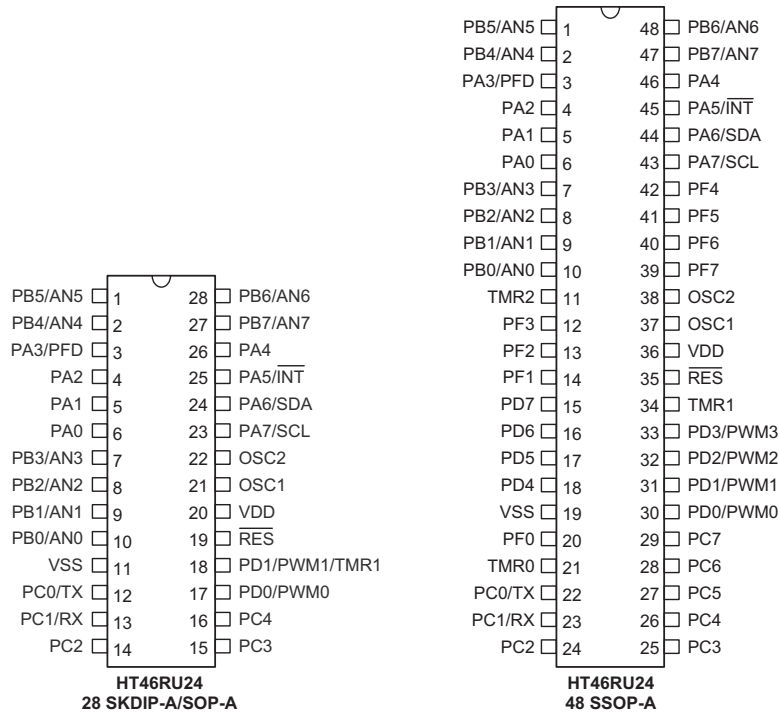 PB5/AN5 1 28 PB6/AN6
PB4/AN4 2 27 PB7/AN7
PA3/PFD 3 26 PA4
PA2 4 25 PA5/I̅N̅T̅
PA1 5 24 PA6/SDA
PA0 6 23 PA7/SCL
PB3/AN3 7 22 OSC2
PB2/AN2 8 21 OSC1
PB1/AN1 9 20 VDD
PB0/AN0 10 19 R̅E̅S̅
VSS 11 18 PD1/PWM1/TMR1
PC0/TX 12 17 PD0/PWM0
PC1/RX 13 16 PC4
PC2 14 15 PC3
HT46RU24
28 SKDIP-A/SOP-A
PB5/AN5 1 48 PB6/AN6
PB4/AN4 2 47 PB7/AN7
PA3/PFD 3 46 PA4
PA2 4 45 PA5/I̅N̅T̅
PA1 5 44 PA6/SDA
PA0 6 43 PA7/SCL
PB3/AN3 7 42 PF4
PB2/AN2 8 41 PF5
PB1/AN1 9 40 PF6
PB0/AN0 10 39 PF7
TMR2 11 38 OSC2
PF3 12 37 OSC1
PF2 13 36 VDD
PF1 14 35 R̅E̅S̅
PD7 15 34 TMR1
PD6 16 33 PD3/PWM3
PD5 17 32 PD2/PWM2
PD4 18 31 PD1/PWM1
VSS 19 30 PD0/PWM0
PF0 20 29 PC7
TMR0 21 28 PC6
PC0/TX 22 27 PC5
PC1/RX 23 26 PC4
PC2 24 25 PC3
HT46RU24
48 SSOP-A